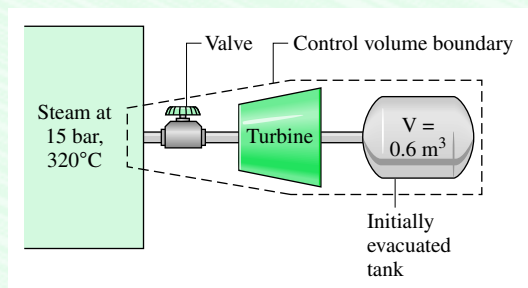 Valve
Control volume boundary
Steam at
15 bar,
320°C
Turbine
V =
0.6 m³
Initially
evacuated
tank